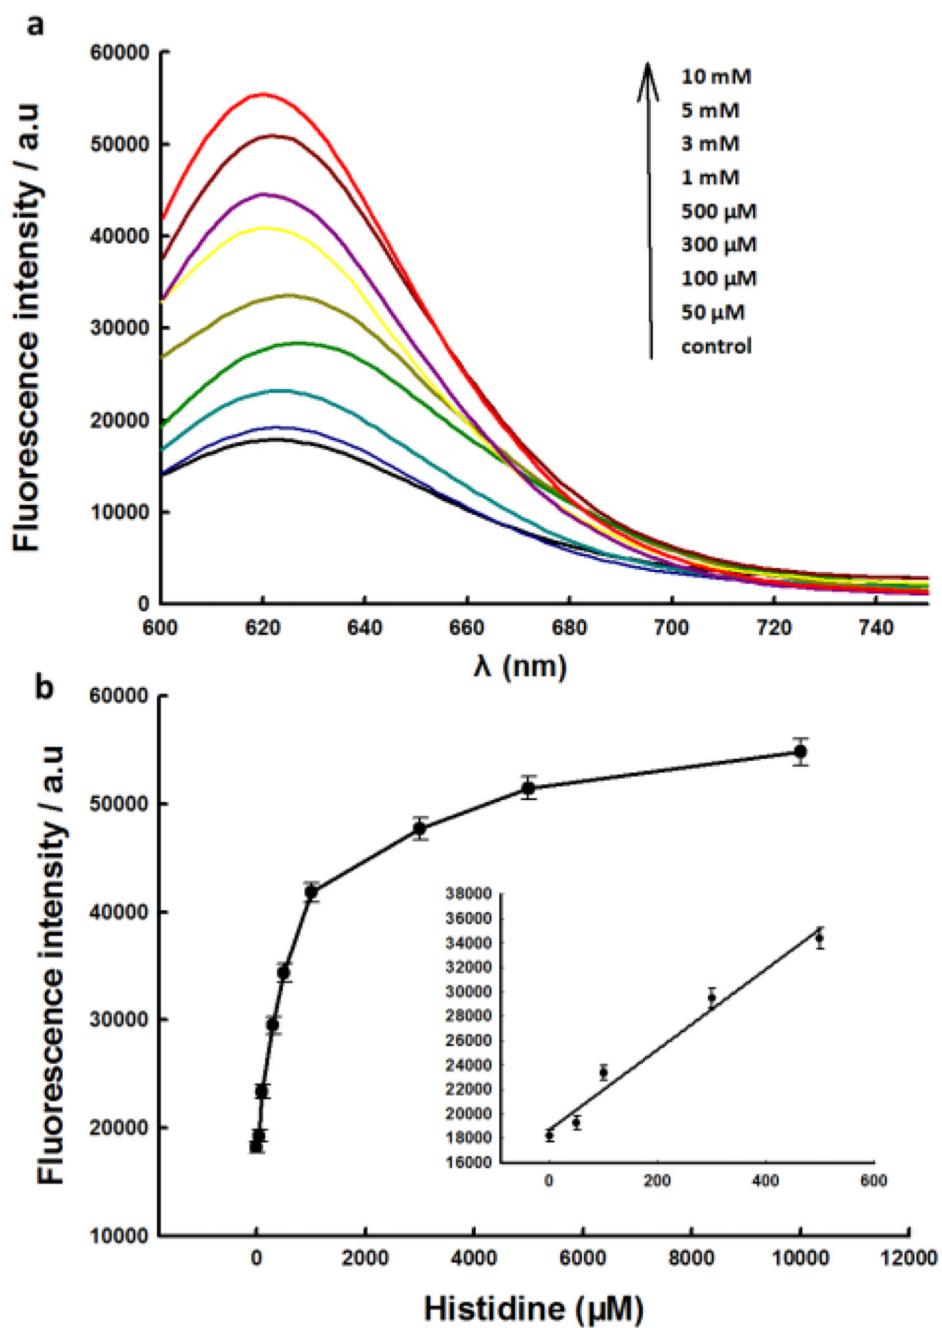 a
Fluorescence intensity / a.u
60000
50000
40000
30000
20000
10000
0
600
620
640
660
680
700
720
740
λ (nm)
10 mM
5 mM
3 mM
1 mM
500 μM
300 μM
100 μM
50 μM
control
b
Fluorescence intensity / a.u
60000
50000
40000
30000
20000
10000
0
2000
4000
6000
8000
10000
12000
Histidine (μM)
38000
36000
34000
32000
30000
28000
26000
24000
22000
20000
18000
16000
0
200
400
600